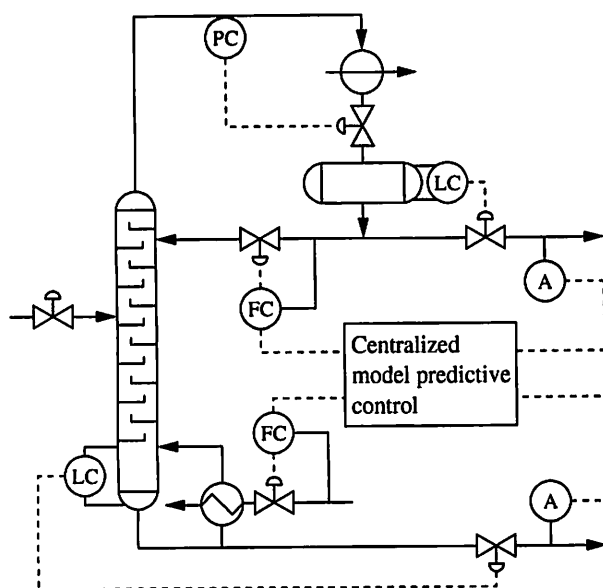 PC
LC
A
FC
Centralized
model predictive
control
FC
LC
A